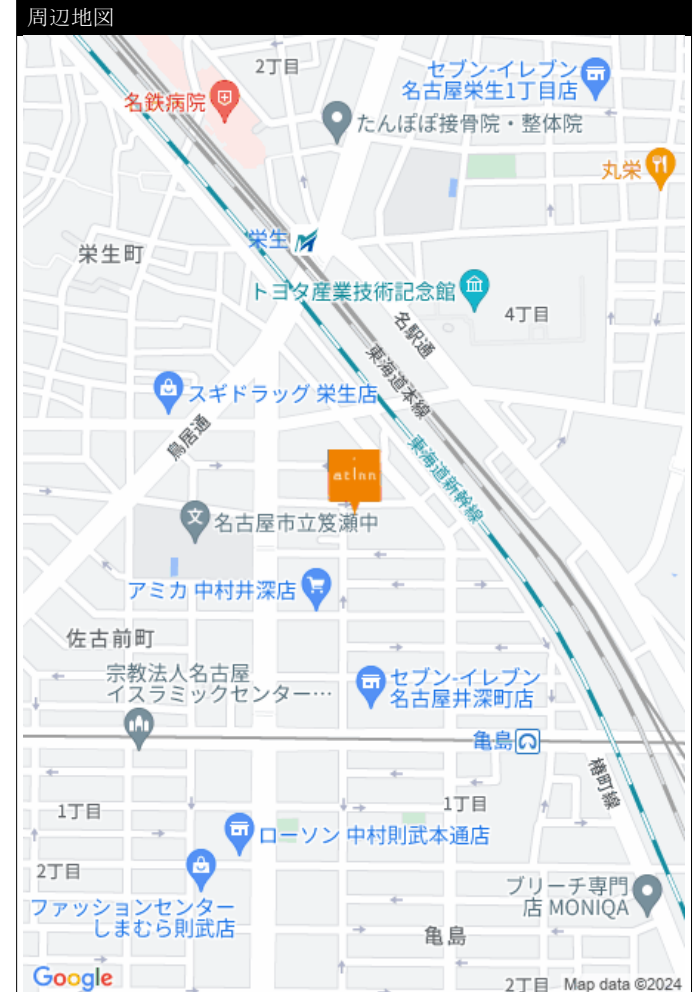 周辺地図
2丁目
セブン-イレブン
名古屋栄生1丁目店
名鉄病院
たんぽぽ接骨院・整体院
丸栄
栄生
栄生町
トヨタ産業技術記念館
4丁目
名駅通
東海道本線
スギドラッグ 栄生店
鳥居通
東海道新幹線
atinn
文
名古屋市立笈瀬中
アミカ 中村井深店
佐古前町
宗教法人名古屋
イスラミックセンター…
セブン-イレブン
名古屋井深町店
亀島
椿町線
1丁目
1丁目
ローソン 中村則武本通店
2丁目
ファッションセンター
しまむら則武店
ブリーチ専門
店 MONIQA
亀島
Google
2丁目
Map data ©2024